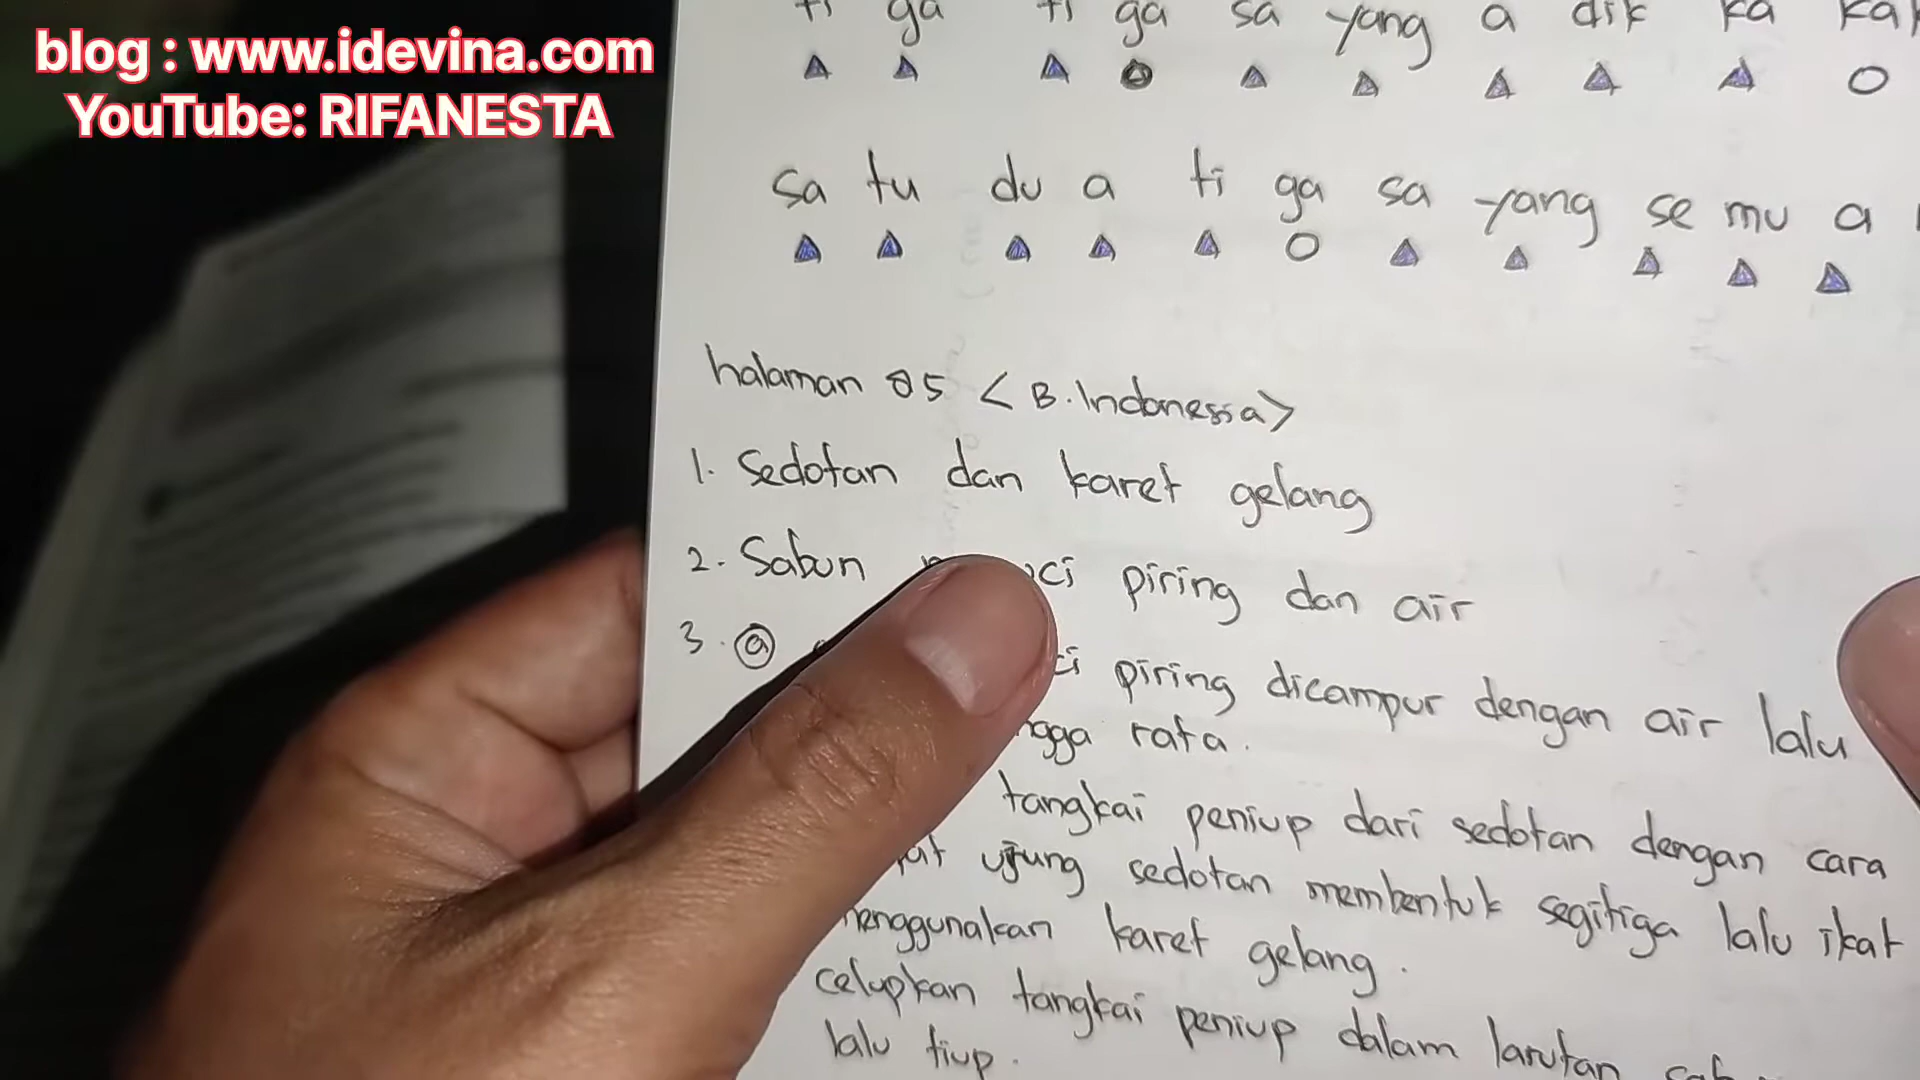 blog : www.idevina.com
YouTube: RIFANESTA
ti ga ti ga sa yang a dik ka
sa tu du a ti ga sa yang se mu a
halaman 85 < B. Indonesia>
1. Sedotan dan karet gelang
2. Sabun piring dan air
3. a piring dicampur dengan air lalu
rata.
tangkai peniup dari sedotan dengan cara
ujung sedotan membentuk segitiga lalu ikat
menggunakan karet gelang.
celupkan tangkai peniup dalam larutan
lalu tiup.